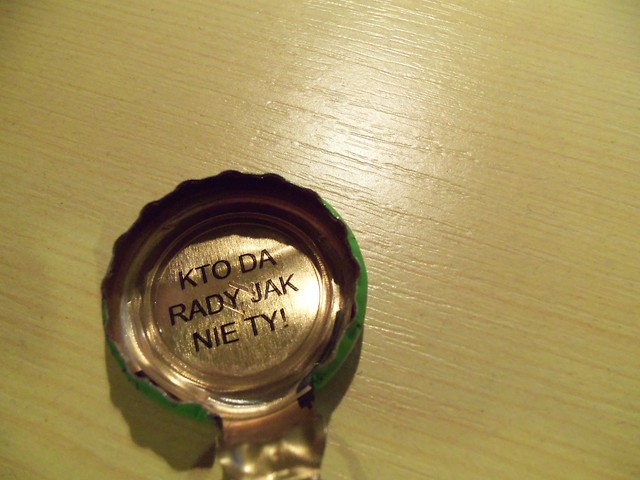 KTO DA
RADY JAK
NIE TY!